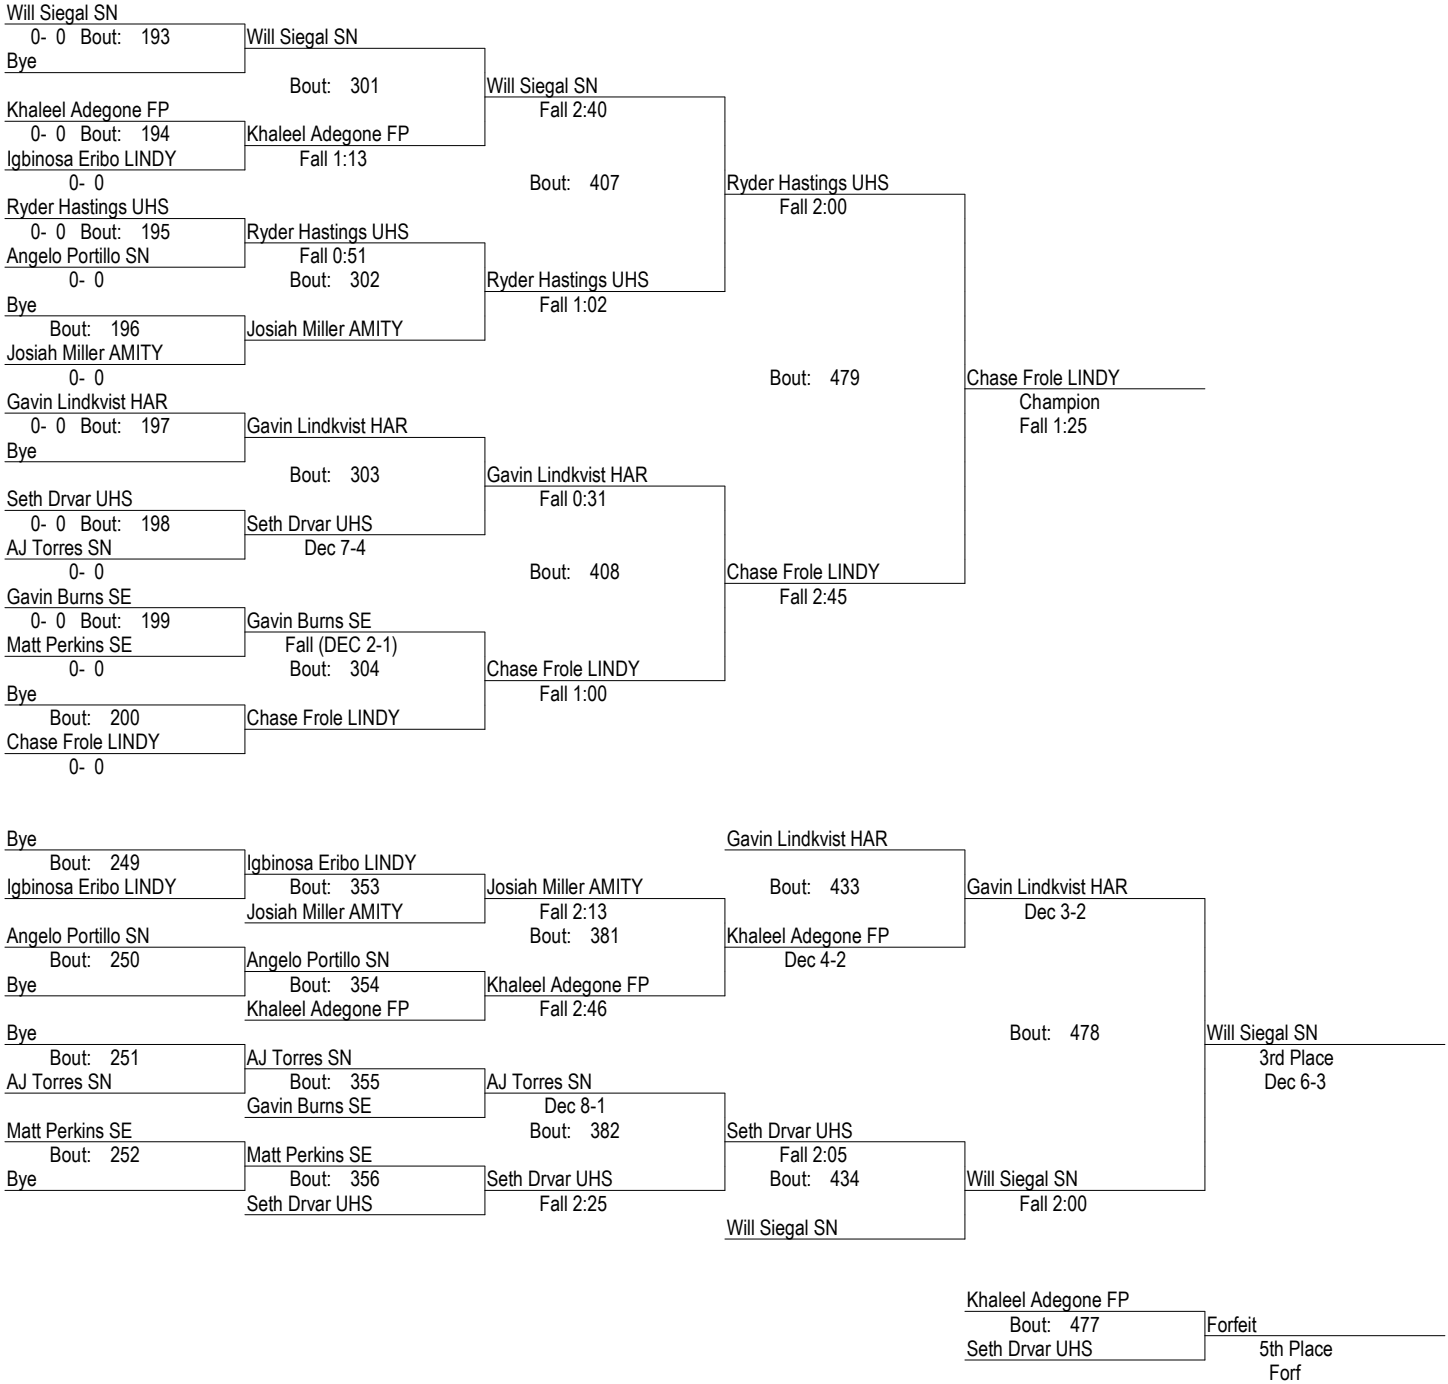 Will Siegal SN
0- 0 Bout: 193 Will Siegal SN
Bye
Bout: 301 Will Siegal SN
Khaleel Adegone FP Fall 2:40
0- 0 Bout: 194 Khaleel Adegone FP
Igbinosa Eribo LINDY Fall 1:13
0- 0 Bout: 407 Ryder Hastings UHS
Ryder Hastings UHS Fall 2:00
0- 0 Bout: 195 Ryder Hastings UHS
Angelo Portillo SN Fall 0:51
0- 0 Bout: 302 Ryder Hastings UHS
Bye Fall 1:02
Bout: 196 Josiah Miller AMITY
Josiah Miller AMITY
0- 0 Bout: 479 Chase Frole LINDY
Gavin Lindkvist HAR Champion
0- 0 Bout: 197 Gavin Lindkvist HAR Fall 1:25
Bye
Bout: 303 Gavin Lindkvist HAR
Seth Drvar UHS Fall 0:31
0- 0 Bout: 198 Seth Drvar UHS
AJ Torres SN Dec 7-4
0- 0 Bout: 408 Chase Frole LINDY
Gavin Burns SE Fall 2:45
0- 0 Bout: 199 Gavin Burns SE
Matt Perkins SE Fall (DEC 2-1)
0- 0 Bout: 304 Chase Frole LINDY
Bye Fall 1:00
Bout: 200 Chase Frole LINDY
Chase Frole LINDY
0- 0
Bye Gavin Lindkvist HAR
Bout: 249 Igbinosa Eribo LINDY
Igbinosa Eribo LINDY Bout: 353 Josiah Miller AMITY Bout: 433 Gavin Lindkvist HAR
Josiah Miller AMITY Fall 2:13 Dec 3-2
Angelo Portillo SN Bout: 381 Khaleel Adegone FP
Bout: 250 Angelo Portillo SN Dec 4-2
Bye Bout: 354 Khaleel Adegone FP
Khaleel Adegone FP Fall 2:46
Bye Bout: 478 Will Siegal SN
Bout: 251 AJ Torres SN 3rd Place
AJ Torres SN Bout: 355 AJ Torres SN Dec 6-3
Gavin Burns SE Dec 8-1
Matt Perkins SE Bout: 382 Seth Drvar UHS
Bout: 252 Matt Perkins SE Fall 2:05
Bye Bout: 356 Seth Drvar UHS Bout: 434 Will Siegal SN
Seth Drvar UHS Fall 2:25 Fall 2:00
Will Siegal SN
Khaleel Adegone FP
Bout: 477 Forfeit
Seth Drvar UHS 5th Place
Forf